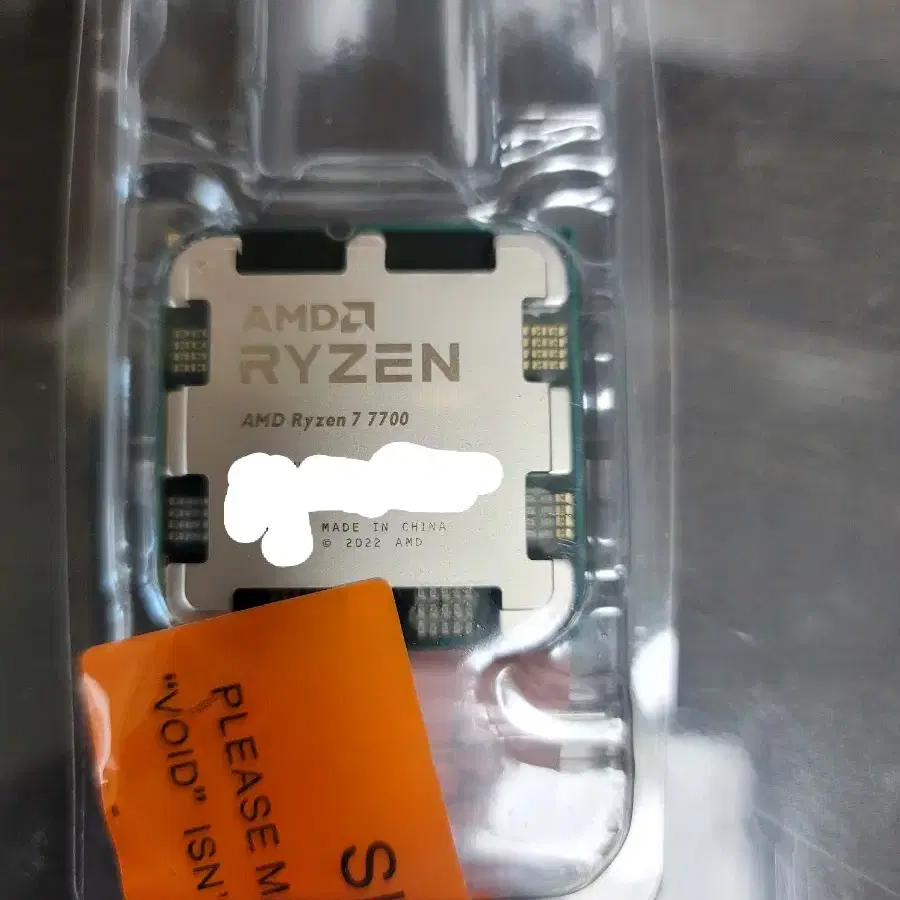 AMD
RYZEN
AMD Ryzen 7 7700
MADE IN CHINA
© 2022 AMD
PLEASE M
"VOID" ISN'